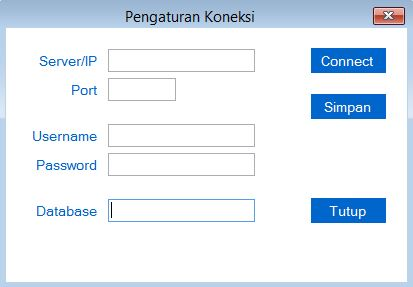 Pengaturan Koneksi
Server/IP
Connect
Port
Simpan
Username
Password
Database
Tutup